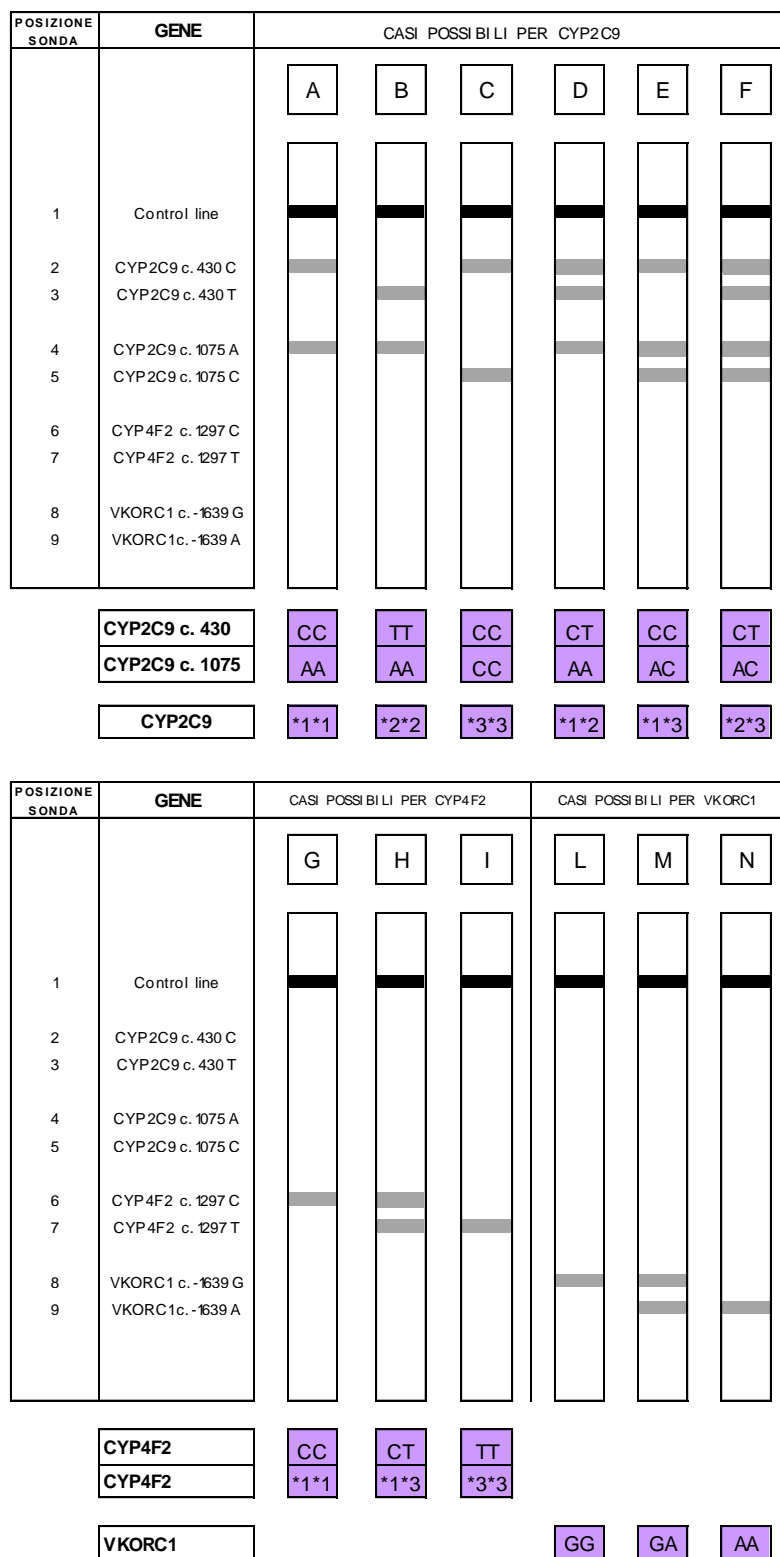 POSIZIONE SONDA GENE CASI POSSIBILI PER CYP2C9
A B C D E F
1 Control line
2 CYP2C9 c. 430 C
3 CYP2C9 c. 430 T
4 CYP2C9 c. 1075 A
5 CYP2C9 c. 1075 C
6 CYP4F2 c. 1297 C
7 CYP4F2 c. 1297 T
8 VKORC1 c. -1639 G
9 VKORC1 c. -1639 A
CYP2C9 c. 430 CC TT CC CT CC CT
CYP2C9 c. 1075 AA AA CC AA AC AC
CYP2C9 *1*1 *2*2 *3*3 *1*2 *1*3 *2*3
POSIZIONE SONDA GENE CASI POSSIBILI PER CYP4F2 CASI POSSIBILI PER VKORC1
G H I L M N
1 Control line
2 CYP2C9 c. 430 C
3 CYP2C9 c. 430 T
4 CYP2C9 c. 1075 A
5 CYP2C9 c. 1075 C
6 CYP4F2 c. 1297 C
7 CYP4F2 c. 1297 T
8 VKORC1 c. -1639 G
9 VKORC1 c. -1639 A
CYP4F2 CC CT TT
CYP4F2 *1*1 *1*3 *3*3
VKORC1 GG GA AA